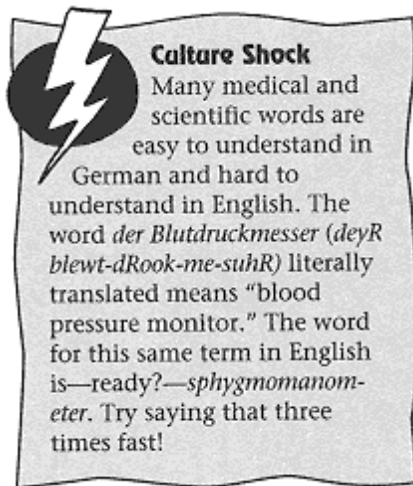 Culture Shock
Many medical and
scientific words are
easy to understand in
German and hard to
understand in English. The
word der Blutdruckmesser (deyR
blewt-dRook-me-suhR) literally
translated means “blood
pressure monitor.” The word
for this same term in English
is—ready?—sphygmomanom-
eter. Try saying that three
times fast!